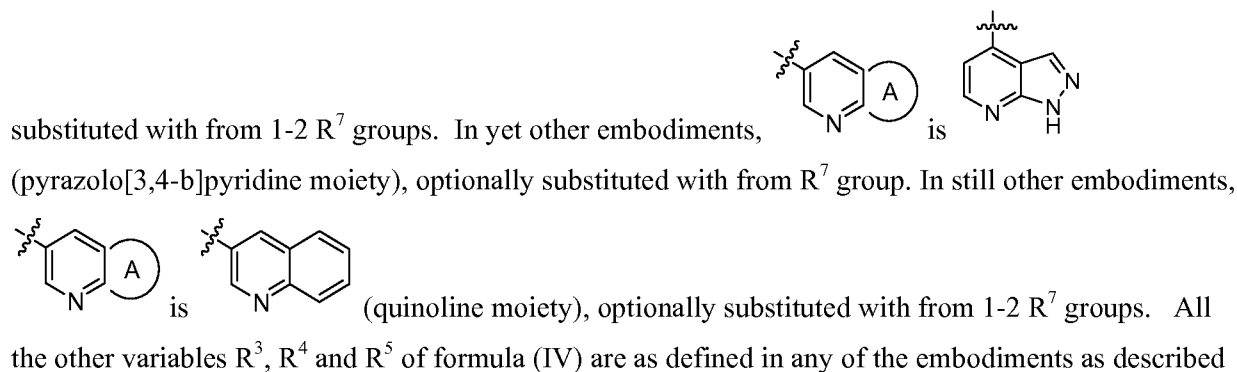 substituted with from 1-2 R⁷ groups. In yet other embodiments, N A is N N N H
(pyrazolo[3,4-b]pyridine moiety), optionally substituted with from R⁷ group. In still other embodiments,
N A is N (quinoline moiety), optionally substituted with from 1-2 R⁷ groups. All
the other variables R³, R⁴ and R⁵ of formula (IV) are as defined in any of the embodiments as described